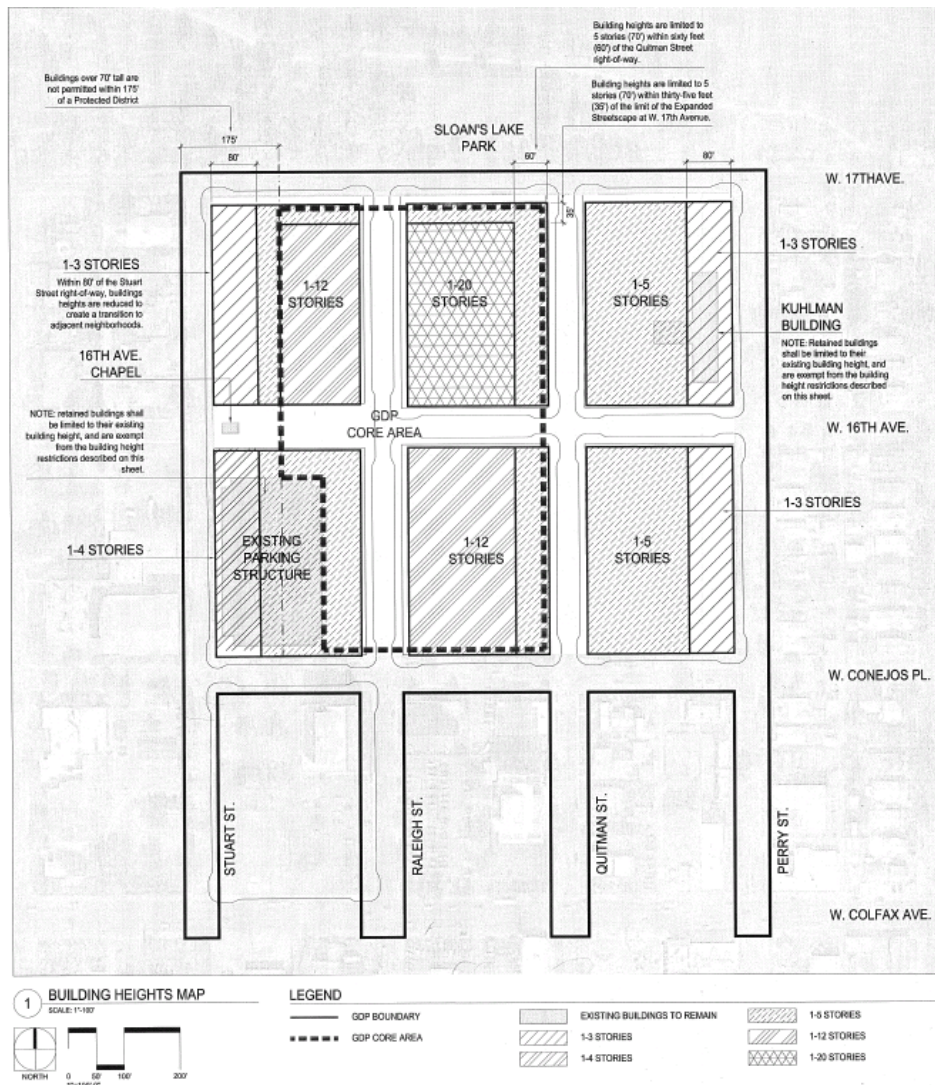 Building heights are limited to
5 stories (70') within sixty feet
(60') of the Quitman Street
right-of-way.
Buildings over 70' tall are
not permitted within 175'
of a Protected District
Building heights are limited to 5
stories (70') within thirty-five feet
(35') of the limit of the Expanded
Streetscape at W. 17th Avenue.
SLOAN'S LAKE
PARK
175'
80'
60'
80'
W. 17THAVE.
35'
1-3 STORIES
1-3 STORIES
Within 80' of the Stuart
Street right-of-way, buildings
heights are reduced to
create a transition to
adjacent neighborhoods.
1-12
STORIES
1-20
STORIES
1-5
STORIES
KUHLMAN
BUILDING
NOTE: Retained buildings
shall be limited to their
existing building height, and
are exempt from the building
height restrictions described
on this sheet.
16TH AVE.
CHAPEL
NOTE: retained buildings shall
be limited to their existing
building height, and are exempt
from the building height
restrictions described on this
sheet.
GDP
CORE AREA
W. 16TH AVE.
1-3 STORIES
1-4 STORIES
EXISTING
PARKING
STRUCTURE
1-12
STORIES
1-5
STORIES
W. CONEJOS PL.
STUART ST.
RALEIGH ST.
QUITMAN ST.
PERRY ST.
W. COLFAX AVE.
1 BUILDING HEIGHTS MAP
SCALE: 1"-100'
NORTH
0 50' 100' 200'
LEGEND
GDP BOUNDARY
GDP CORE AREA
EXISTING BUILDINGS TO REMAIN
1-3 STORIES
1-4 STORIES
1-5 STORIES
1-12 STORIES
1-20 STORIES